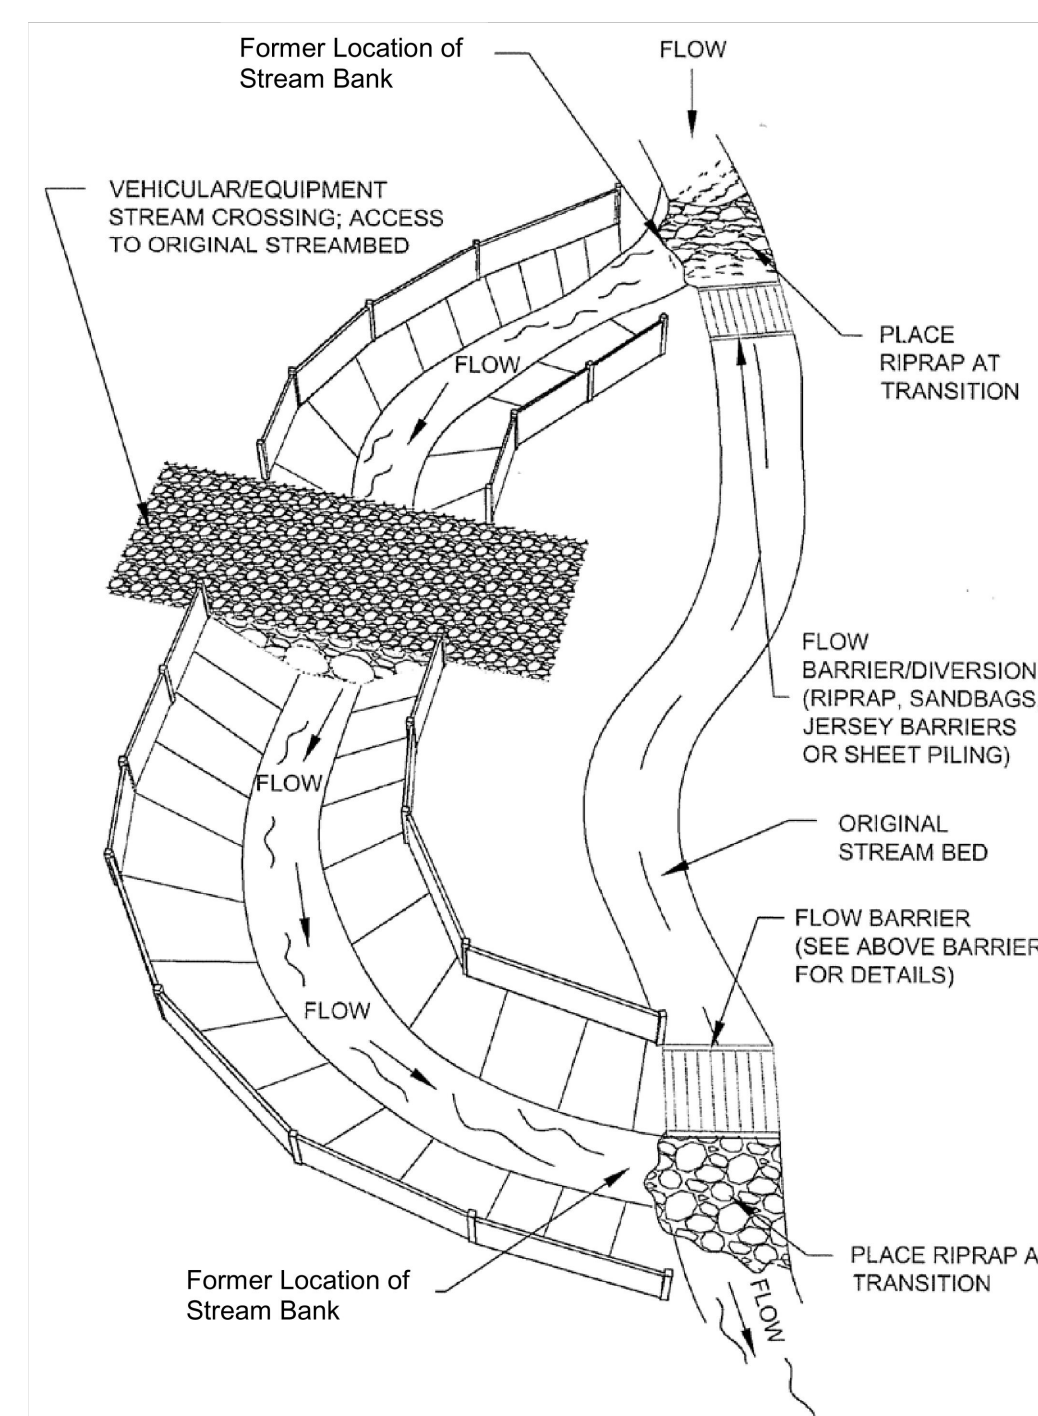 Former Location of
Stream Bank
FLOW
VEHICULAR/EQUIPMENT
STREAM CROSSING; ACCESS
TO ORIGINAL STREAMBED
PLACE
RIPRAP AT
TRANSITION
FLOW
FLOW
BARRIER/DIVERSION
(RIPRAP, SANDBAGS
JERSEY BARRIERS
OR SHEET PILING)
FLOW
ORIGINAL
STREAM BED
FLOW BARRIER
(SEE ABOVE BARRIER
FOR DETAILS)
FLOW
PLACE RIPRAP A
TRANSITION
Former Location of
Stream Bank
FLOW